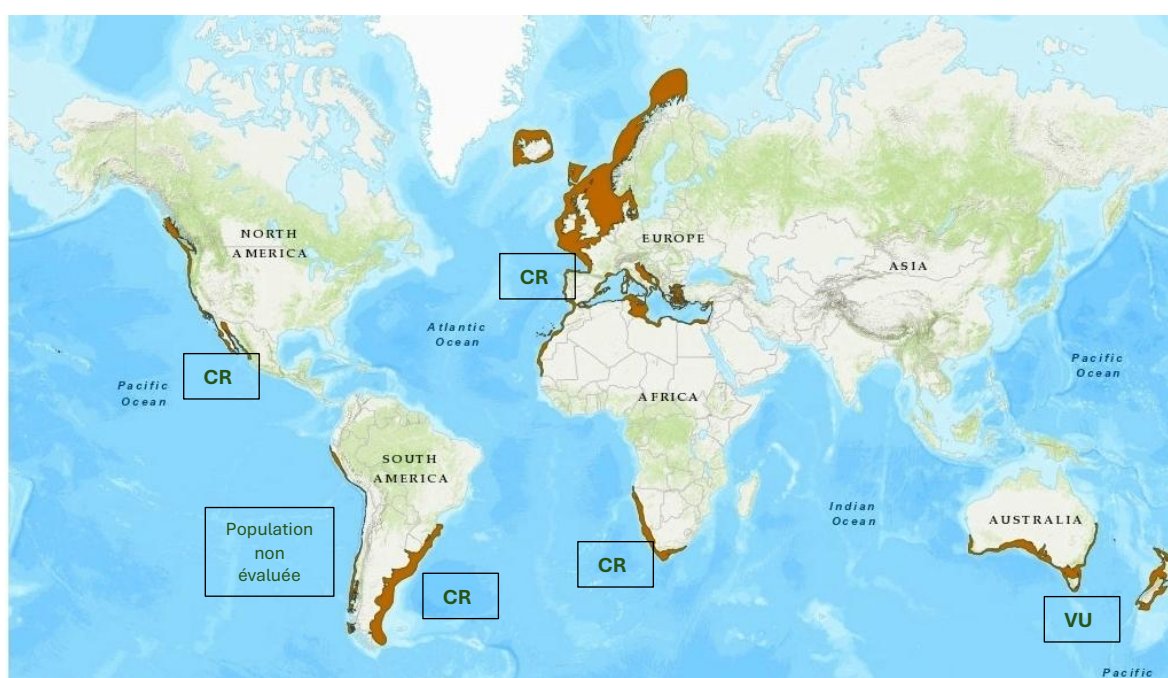 NORTH
AMERICA
EUROPE
ASIA
CR
Atlantic
Ocean
CR
Pacific
Ocean
Pacific
Ocean
AFRICA
SOUTH
AMERICA
Population
non
évaluée
Indian
Ocean
AUSTRALIA
CR
CR
VU
Pacific